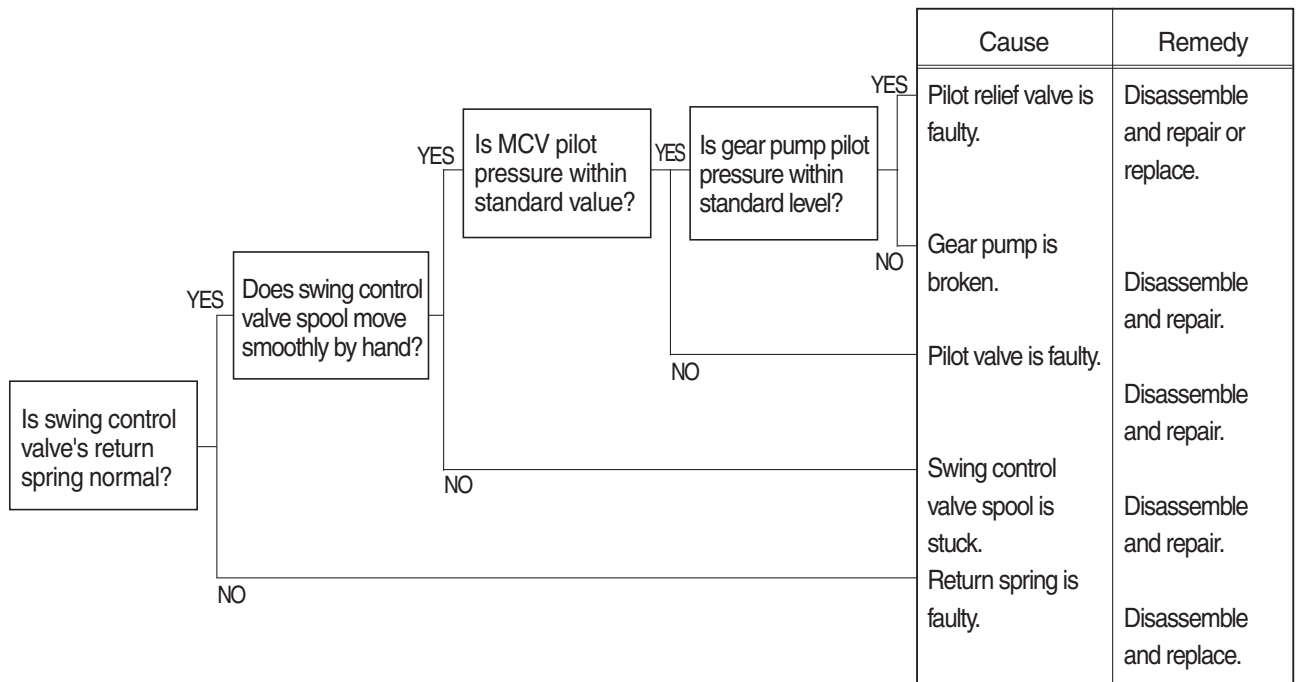 Cause
Remedy
YES
Pilot relief valve is
faulty.
Disassemble
and repair or
replace.
YES
Is MCV pilot
pressure within
standard value?
YES
Is gear pump pilot
pressure within
standard level?
NO
Gear pump is
broken.
Disassemble
and repair.
YES
Does swing control
valve spool move
smoothly by hand?
NO
Pilot valve is faulty.
Disassemble
and repair.
Is swing control
valve's return
spring normal?
NO
Swing control
valve spool is
stuck.
Disassemble
and repair.
NO
Return spring is
faulty.
Disassemble
and replace.